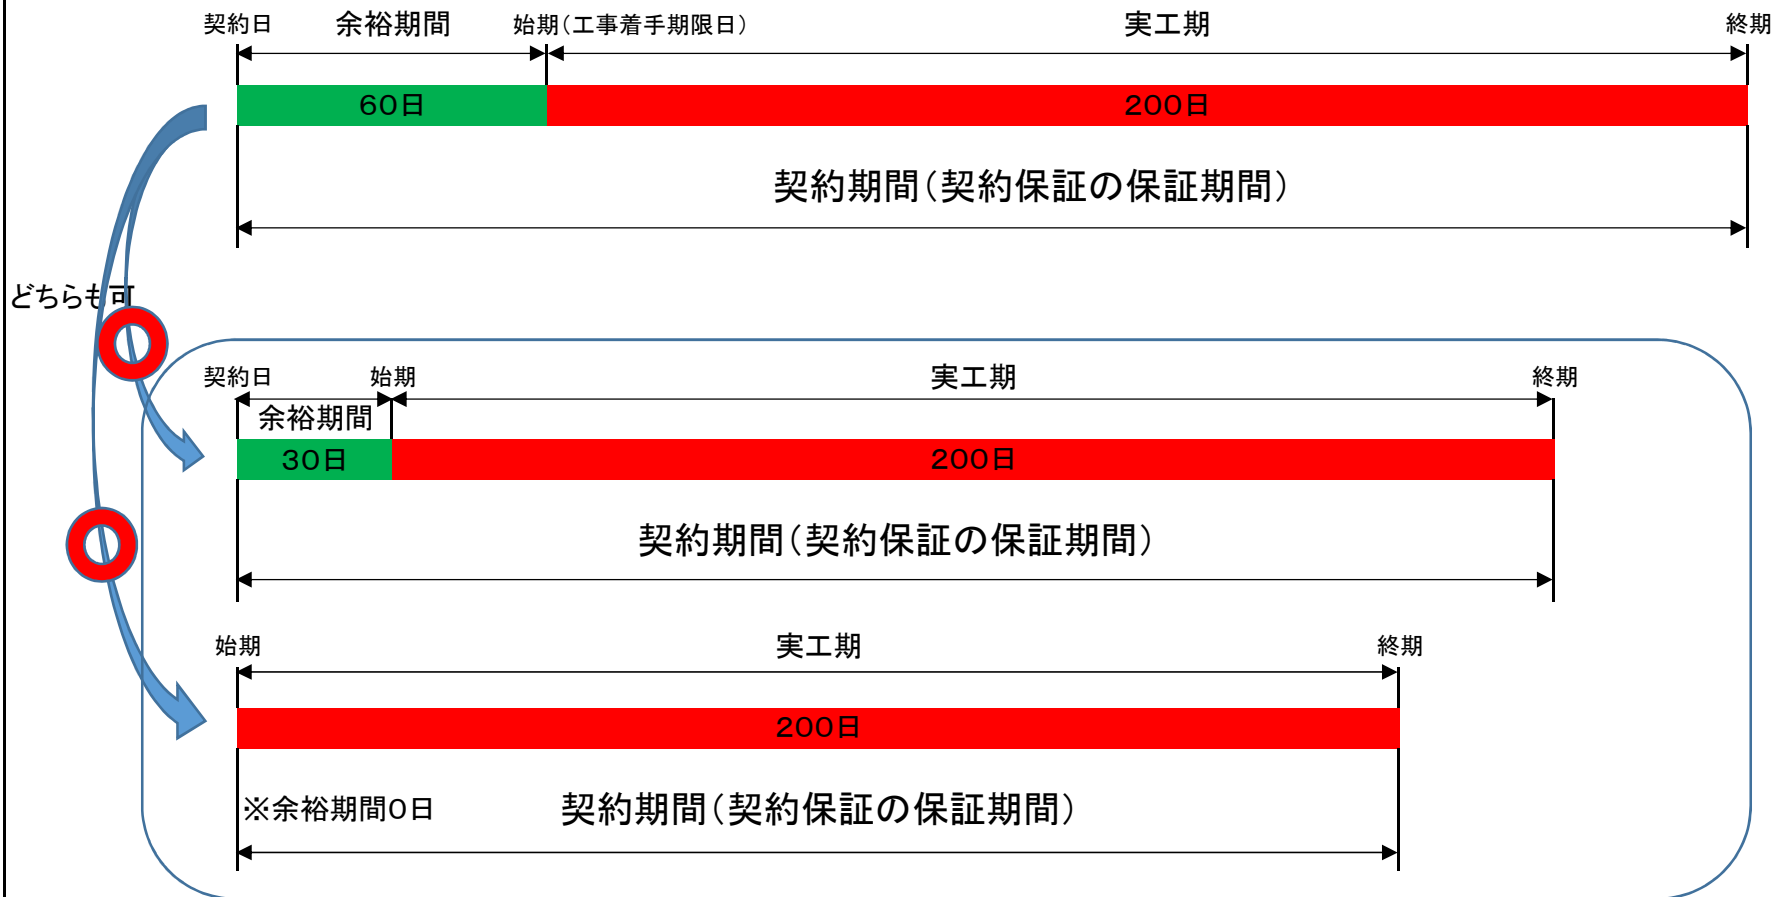 契約日 余裕期間 始期(工事着手期限日) 実工期 終期
60日 200日
契約期間(契約保証の保証期間)
どちらも可
契約日 始期 実工期 終期
余裕期間
30日 200日
契約期間(契約保証の保証期間)
始期 実工期 終期
200日
※余裕期間0日 契約期間(契約保証の保証期間)